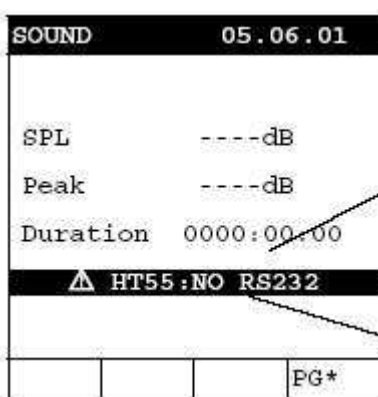 SOUND 05.06.01
SPL ----dB
Peak ----dB
Duration 0000:00:00
⚠ HT55:NO RS232
PG*